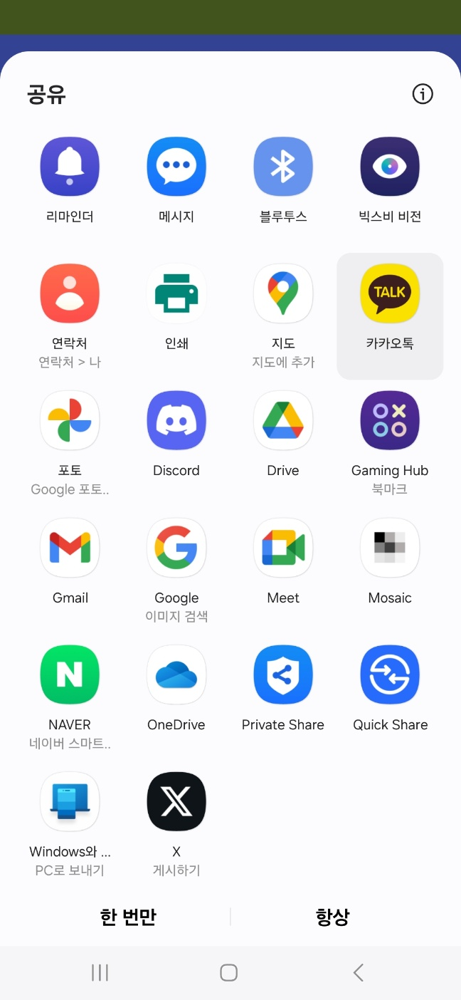 공유
리마인더
메시지
블루투스
빅스비 비전
연락처
연락처 > 나
인쇄
지도
지도에 추가
TALK
카카오톡
포토
Google 포토..
Discord
Drive
Gaming Hub
북마크
Gmail
Google
이미지 검색
Meet
Mosaic
N
NAVER
네이버 스마트..
OneDrive
Private Share
Quick Share
Windows와 ...
PC로 보내기
X
게시하기
한 번만
항상